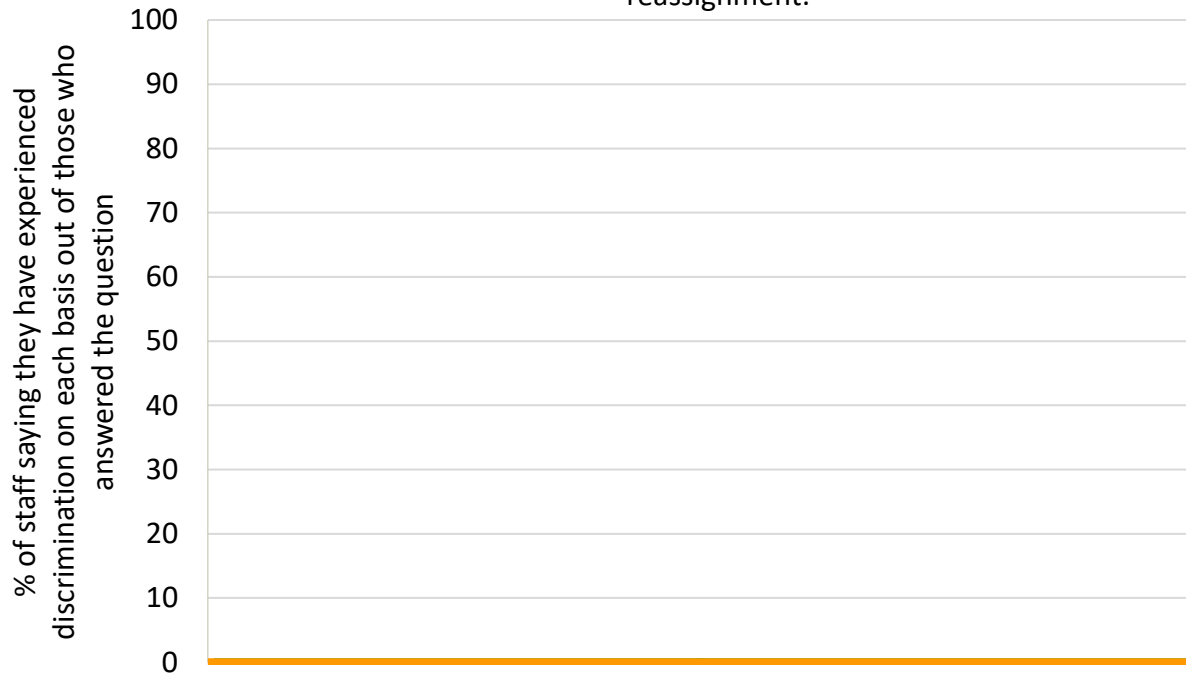 reassignment.
100
90
80
70
60
50
40
30
20
10
0
% of staff saying they have experienced
discrimination on each basis out of those who
answered the question